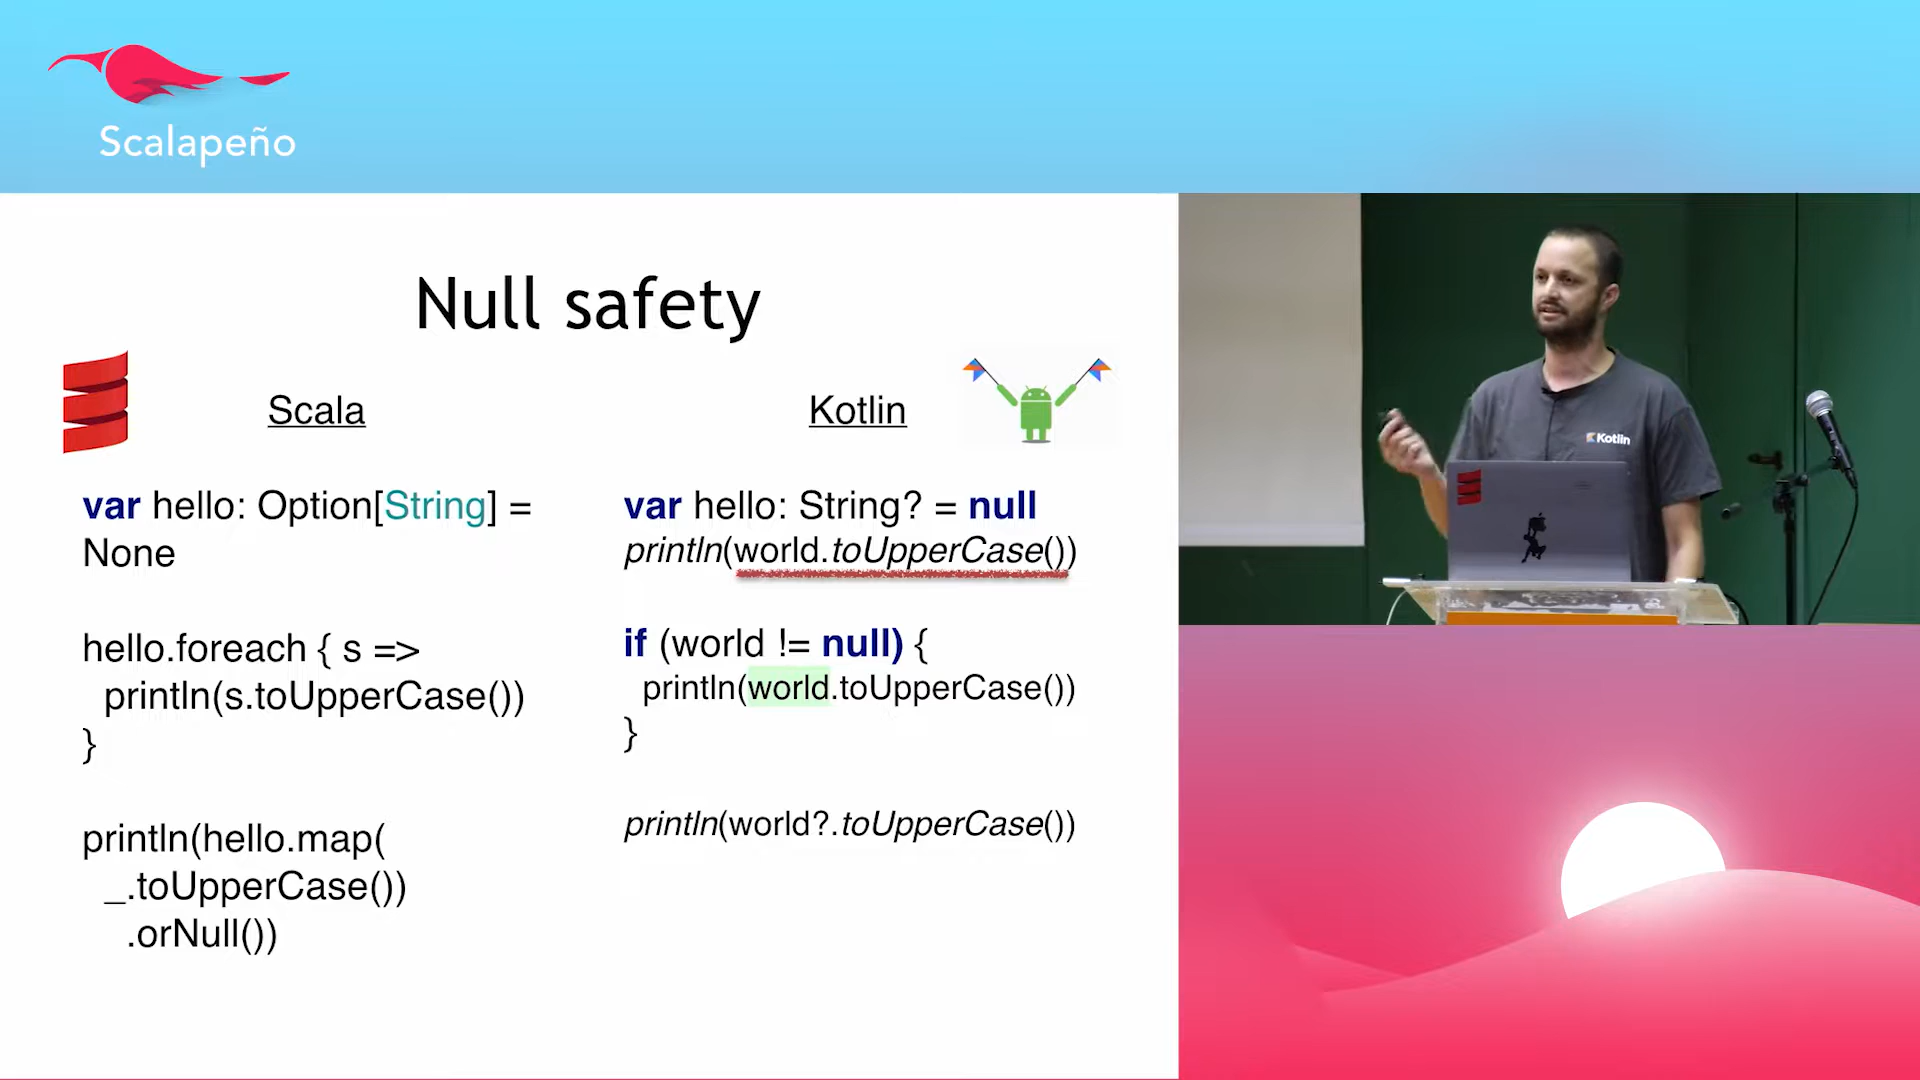 Scalapeño
Null safety
Scala
var hello: Option[String] =
None
hello.foreach { s =>
println(s.toUpperCase())
}
println(hello.map(
_.toUpperCase())
.orNull())
Kotlin
var hello: String? = null
println(world.toUpperCase())
if (world != null) {
println(world.toUpperCase())
}
println(world?.toUpperCase())
Kotlin